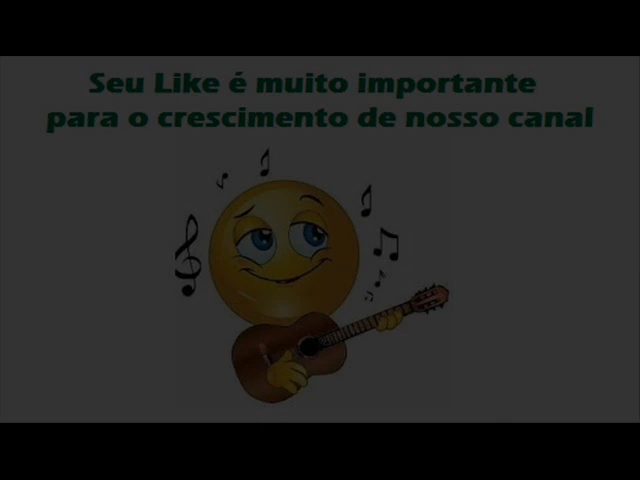 Seu Like é muito importante
para o crescimento de nosso canal